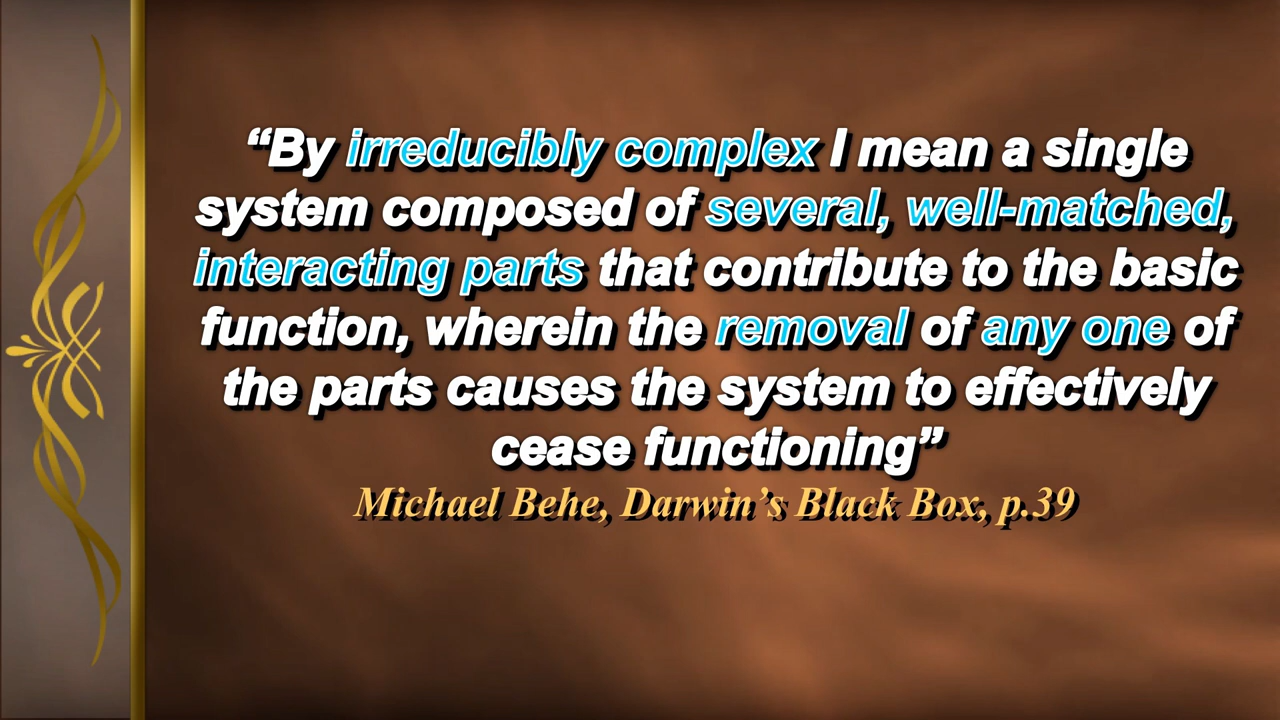 “By irreducibly complex I mean a single
system composed of several, well-matched,
interacting parts that contribute to the basic
function, wherein the removal of any one of
the parts causes the system to effectively
cease functioning”
Michael Behe, Darwin’s Black Box, p.39